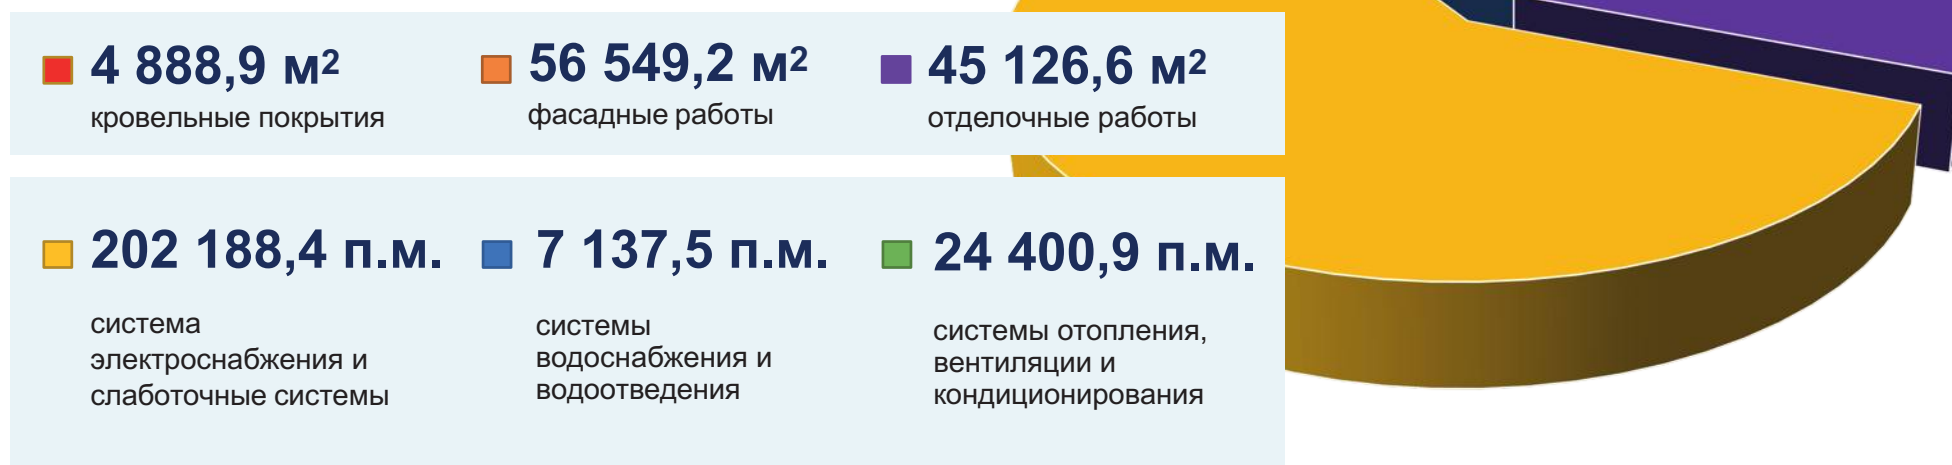 4 888,9 м2
кровельные покрытия
56 549,2 м2
фасадные работы
45 126,6 м2
отделочные работы
202 188,4 п.м.
система
электроснабжения и
слаботочные системы
7 137,5 п.м.
системы
водоснабжения и
водоотведения
24 400,9 п.м.
системы отопления,
вентиляции и
кондиционирования